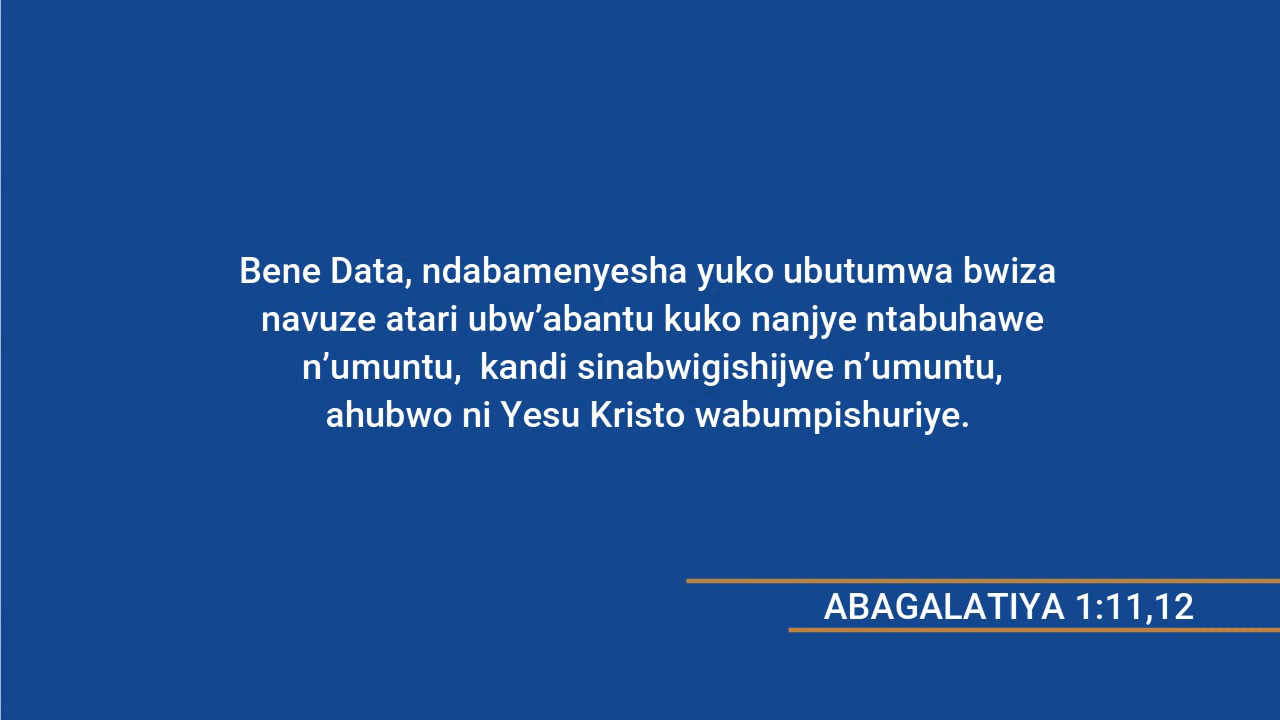 Bene Data, ndabamenyesha yuko ubutumwa bwiza
navuze atari ubw’abantu kuko nanjye ntabuhawe
n’umuntu,  kandi sinabwigishijwe n’umuntu,
ahubwo ni Yesu Kristo wabumpishuriye.
ABAGALATIYA 1:11,12